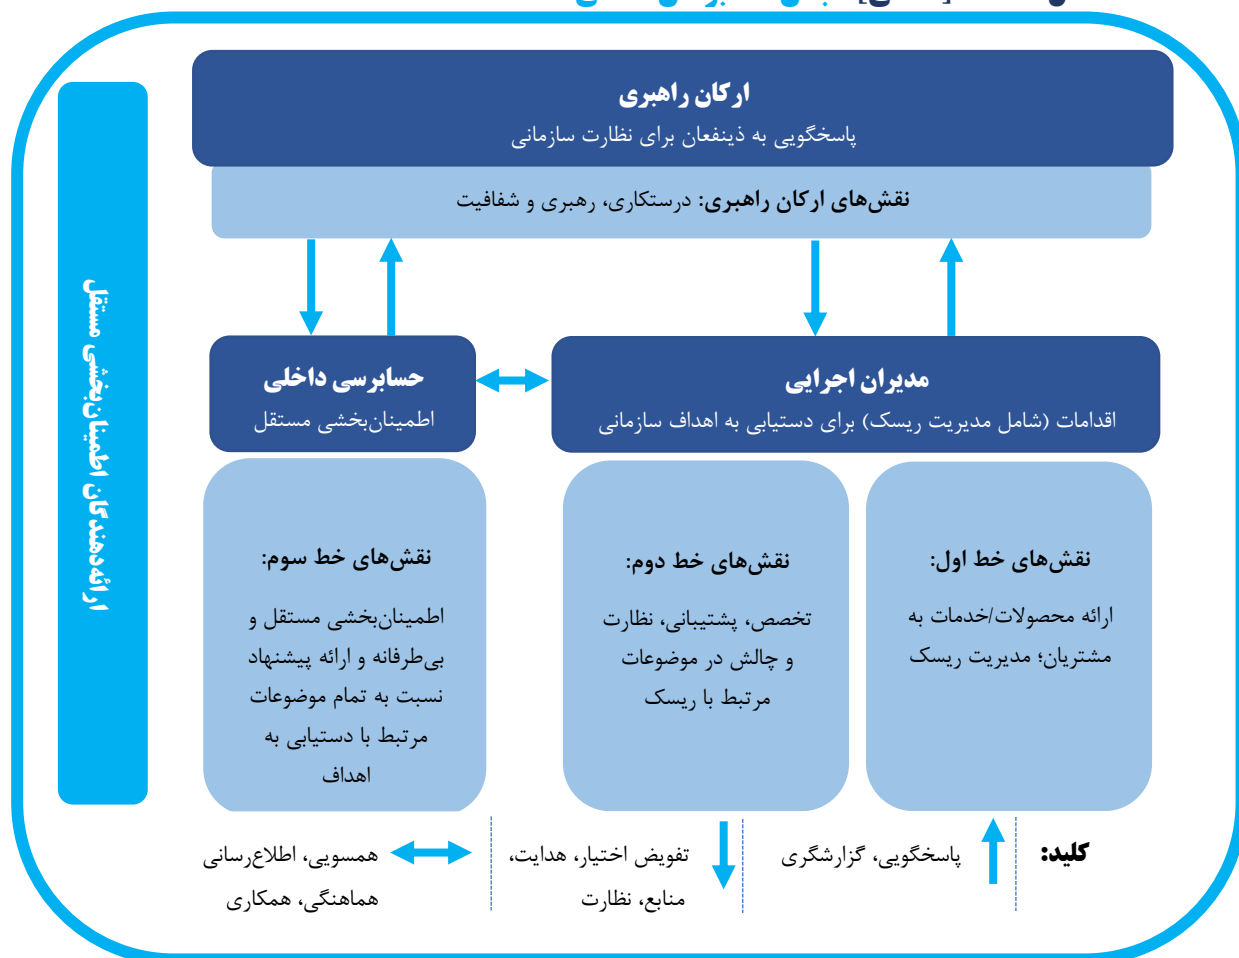 ارکان راهبری
پاسخگویی به ذینفعان برای نظارت سازمانی
نقش‌های ارکان راهبری: درستکاری، رهبری و شفافیت
مدیران اجرایی
اقدامات (شامل مدیریت ریسک) برای دستیابی به اهداف سازمانی
حسابرسی داخلی
اطمینان‌بخشی مستقل
نقش‌های خط اول:
ارائه محصولات/خدمات به
مشتریان؛ مدیریت ریسک
نقش‌های خط دوم:
تخصص، پشتیبانی، نظارت
و چالش در موضوعات
مرتبط با ریسک
نقش‌های خط سوم:
اطمینان‌بخشی مستقل و
بی‌طرفانه و ارائه پیشنهاد
نسبت به تمام موضوعات
مرتبط با دستیابی به
اهداف
ارائه‌دهندگان اطمینان‌بخشی مستقل
کلید:
پاسخگویی، گزارشگری
تفویض اختیار، هدایت،
منابع، نظارت
همسویی، اطلاع‌رسانی
هماهنگی، همکاری